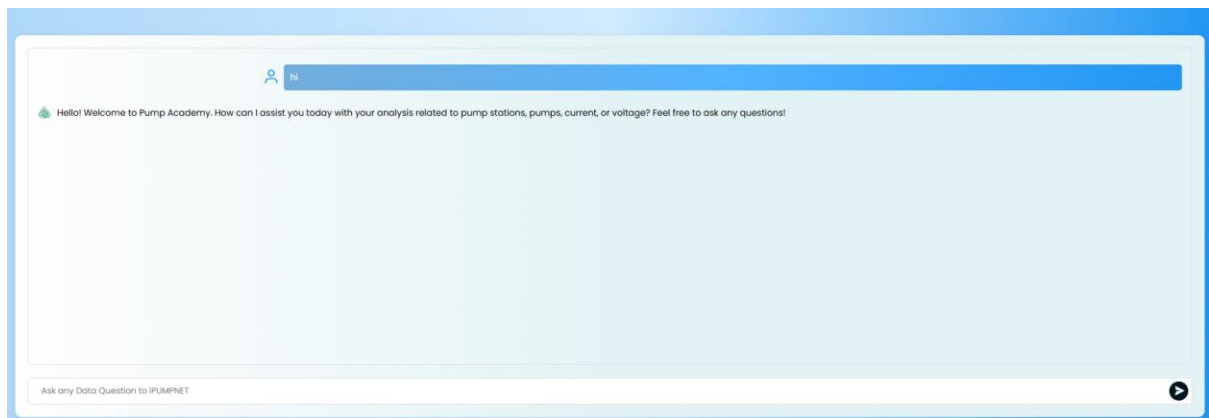 hi
Hello! Welcome to Pump Academy. How can I assist you today with your analysis related to pump stations, pumps, current, or voltage? Feel free to ask any questions!
Ask any Data Question to iPUMPNET